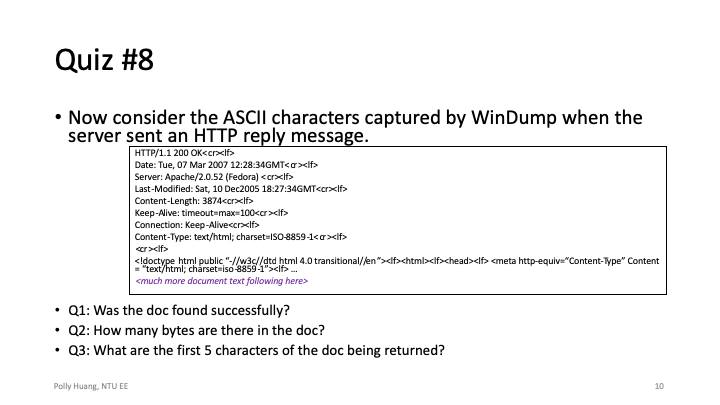 Quiz #8
• Now consider the ASCII characters captured by WinDump when the
server sent an HTTP reply message.
HTTP/1.1 200 OK<cr><lf>
Date: Tue, 07 Mar 2007 12:28:34GMT<cr><lf>
Server: Apache/2.0.52 (Fedora) <cr><lf>
Last-Modified: Sat, 10 Dec2005 18:27:34GMT<cr><lf>
Content-Length: 3874<cr><lf>
Keep-Alive: timeout=max=100<cr><lf>
Connection: Keep-Alive<cr><lf>
Content-Type: text/html; charset=ISO-8859-1<cr><lf>
<cr><lf>
<!doctype html public “-//w3c//dtd html 4.0 transitional//en”><lf><html><lf><head><lf> <meta http-equiv=“Content-Type” Content
= “text/html; charset=iso-8859-1”><lf> ...
<much more document text following here>
• Q1: Was the doc found successfully?
• Q2: How many bytes are there in the doc?
• Q3: What are the first 5 characters of the doc being returned?
Polly Huang, NTU EE
10